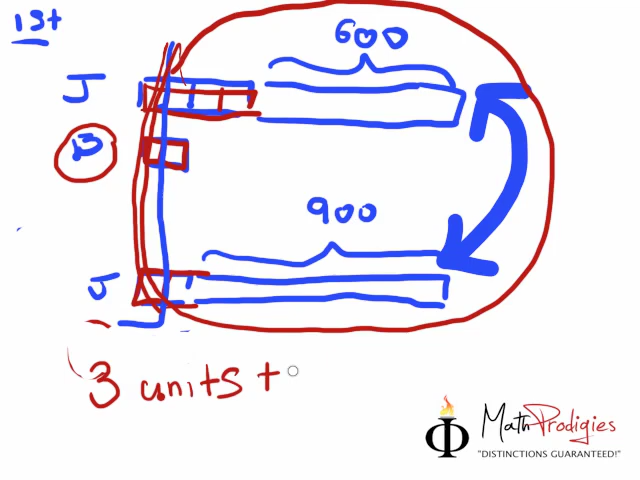 1st
600
J
B
900
J
3 units +
Φ MathProdigies
"DISTINCTIONS GUARANTEED!"